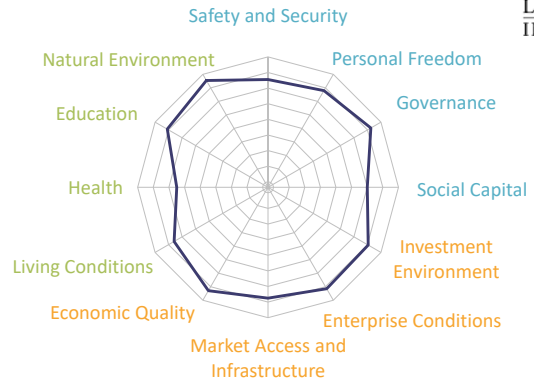 Safety and Security
Natural Environment
Personal Freedom
Education
Governance
Health
Social Capital
Investment
Environment
Living Conditions
Economic Quality
Enterprise Conditions
Market Access and
Infrastructure